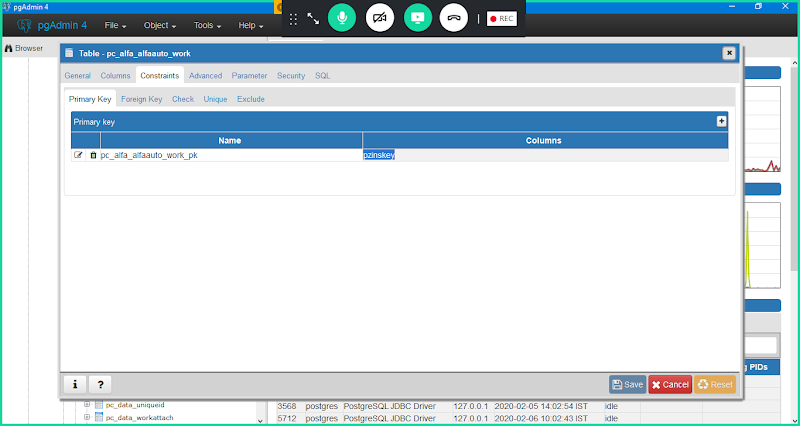 pgAdmin 4
pgAdmin 4 File Object Tools Help REC
Browser
Table - pc_alfa_alfaauto_work
General Columns Constraints Advanced Parameter Security SQL
Primary Key Foreign Key Check Unique Exclude
Primary key
Name Columns
pc_alfa_alfaauto_work_pk pzinskey
i ? Save Cancel Reset
PIDs
pc_data_uniqueid 3568 postgres PostgreSQL JDBC Driver 127.0.0.1 2020-02-05 14:02:54 IST idle
pc_data_workattach 5712 postgres PostgreSQL JDBC Driver 127.0.0.1 2020-02-06 10:02:43 IST idle